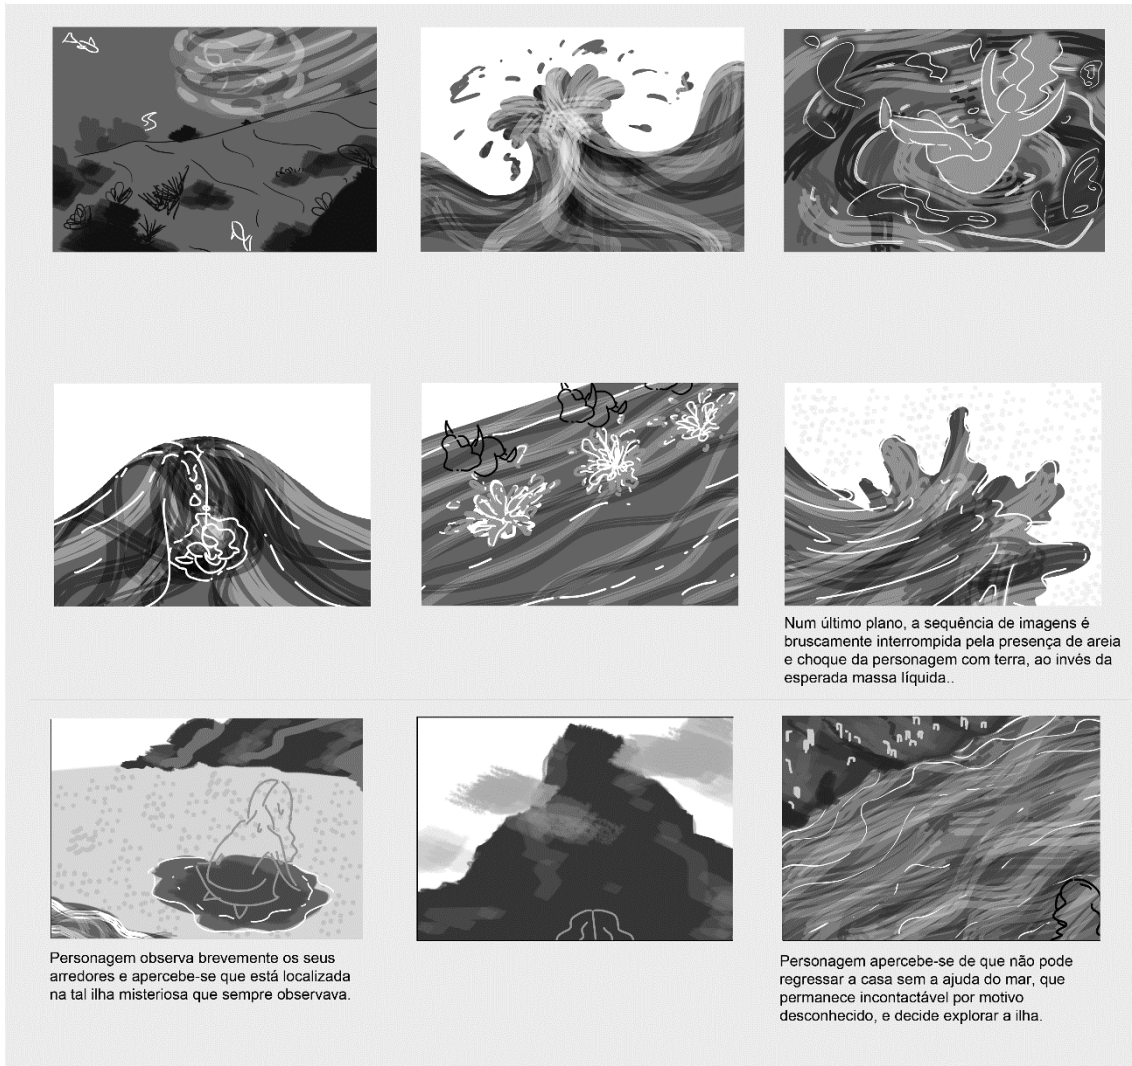 Num último plano, a sequência de imagens é
bruscamente interrompida pela presença de areia
e choque da personagem com terra, ao invés da
esperada massa líquida..
Personagem observa brevemente os seus
arredores e apercebe-se que está localizada
na tal ilha misteriosa que sempre observava.
Personagem apercebe-se de que não pode
regressar a casa sem a ajuda do mar, que
permanece incontactável por motivo
desconhecido, e decide explorar a ilha.